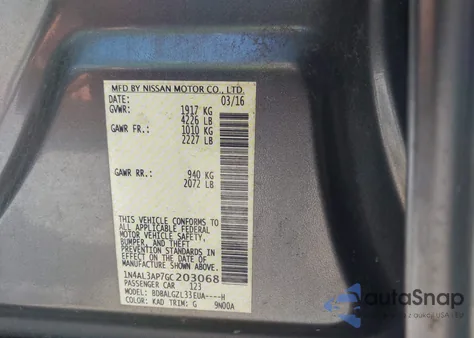 MFD BY NISSAN MOTOR CO., LTD.
DATE: 03/16
GVWR: 1917 KG
4226 LB
GAWR FR.: 1010 KG
2227 LB
GAWR RR.: 940 KG
2072 LB
THIS VEHICLE CONFORMS TO
ALL APPLICABLE FEDERAL
MOTOR VEHICLE SAFETY,
BUMPER, AND THEFT
PREVENTION STANDARDS
IN EFFECT ON THE DATE OF
MANUFACTURE SHOWN ABOVE.
1N4AL3AP7GC203068
PASSENGER CAR 123
MODEL: BDBALGZL33EUA----H
COLOR: KAD TRIM: G 9N00A
autaSnap